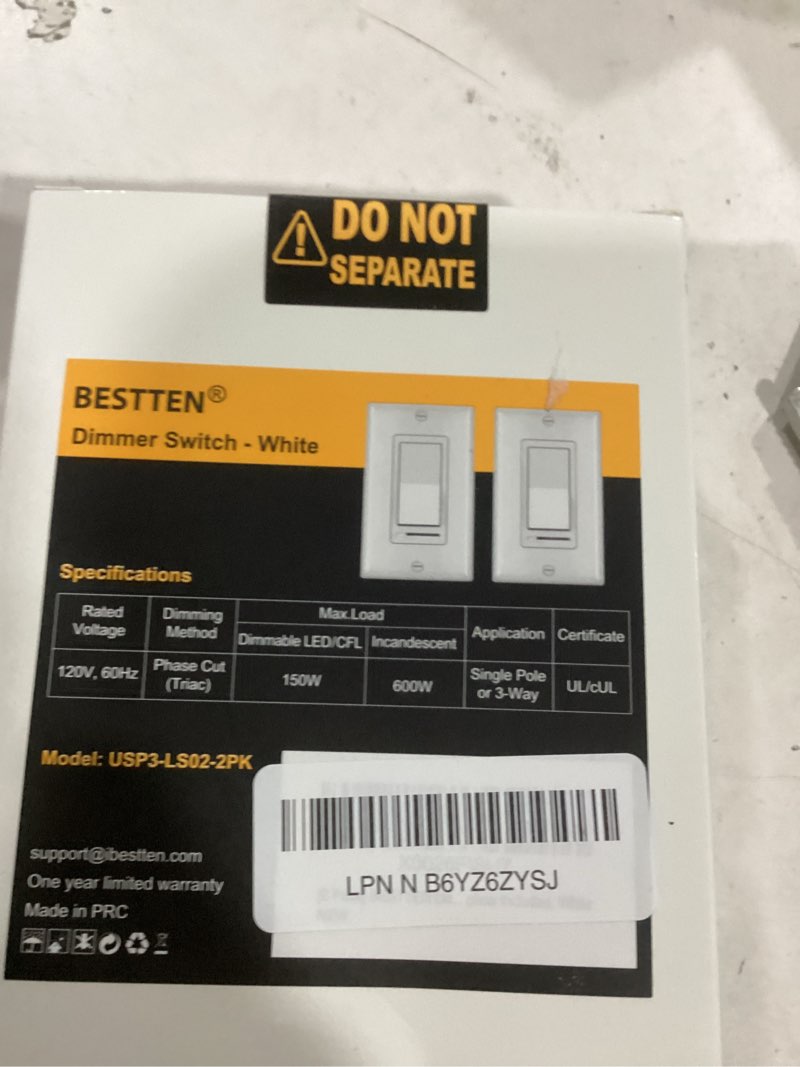 DO NOT
SEPARATE
BESTTEN®
Dimmer Switch - White
Specifications
Rated Voltage
Dimming Method
Max.Load
Dimmable LED/CFL
Incandescent
Application
Certificate
120V, 60Hz
Phase Cut (Triac)
150W
600W
Single Pole or 3-Way
UL/cUL
Model: USP3-LS02-2PK
support@ibestten.com
One year limited warranty
Made in PRC
LPN N B6YZ6ZYSJ